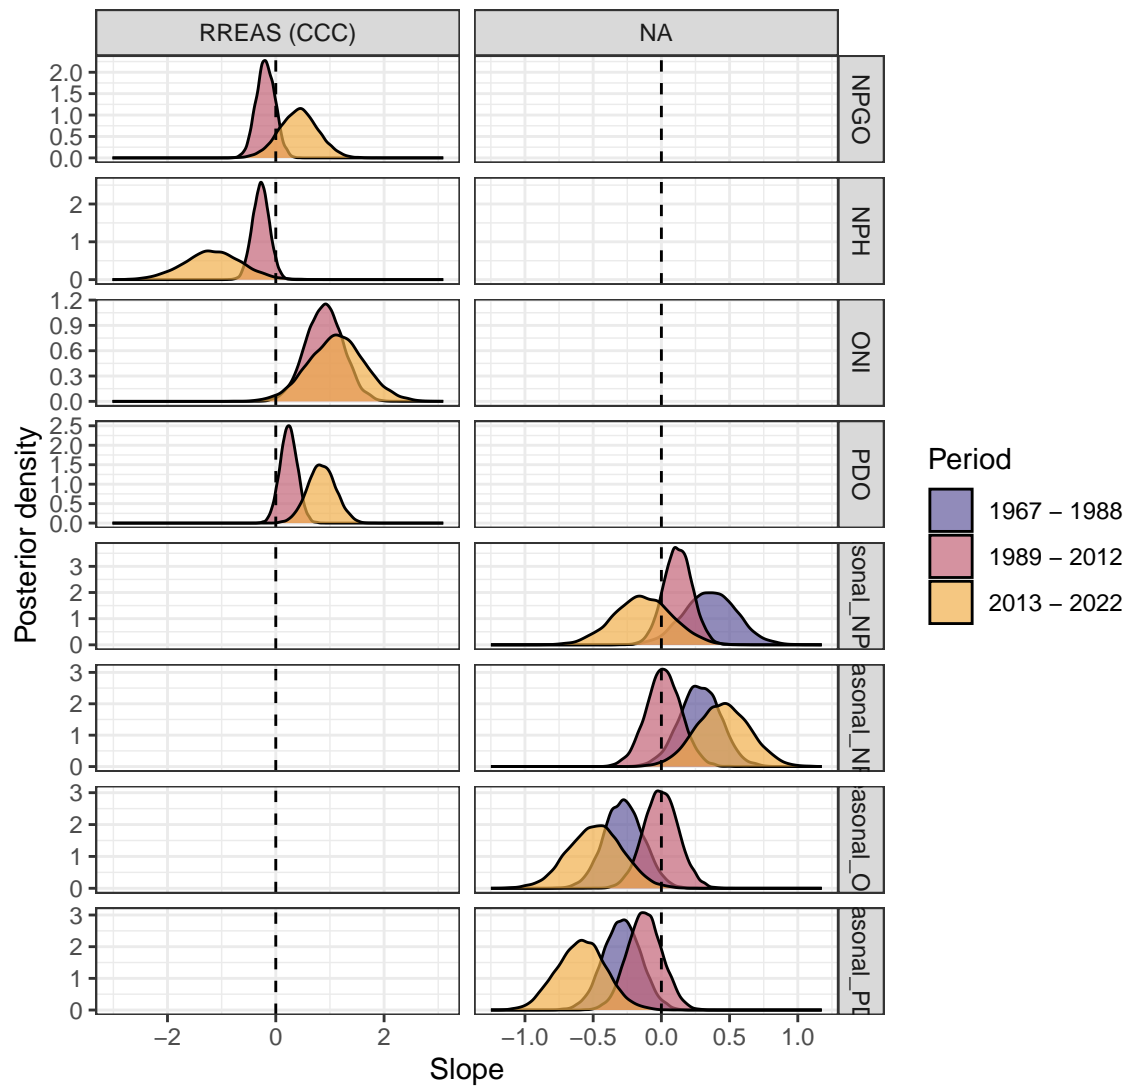 RREAS (CCC)
NA
2.0
1.5
1.0
0.5
0.0
NPGO
2
1
0
NPH
1.2
0.9
0.6
0.3
0.0
ONI
2.5
2.0
1.5
1.0
0.5
0.0
PDO
3
2
1
0
sonal_NP
3
2
1
0
asonal_NP
3
2
1
0
asonal_O
3
2
1
0
asonal_PD
−2
0
2
−1.0
−0.5
0.0
0.5
1.0
Slope
Posterior density
Period
1967 − 1988
1989 − 2012
2013 − 2022